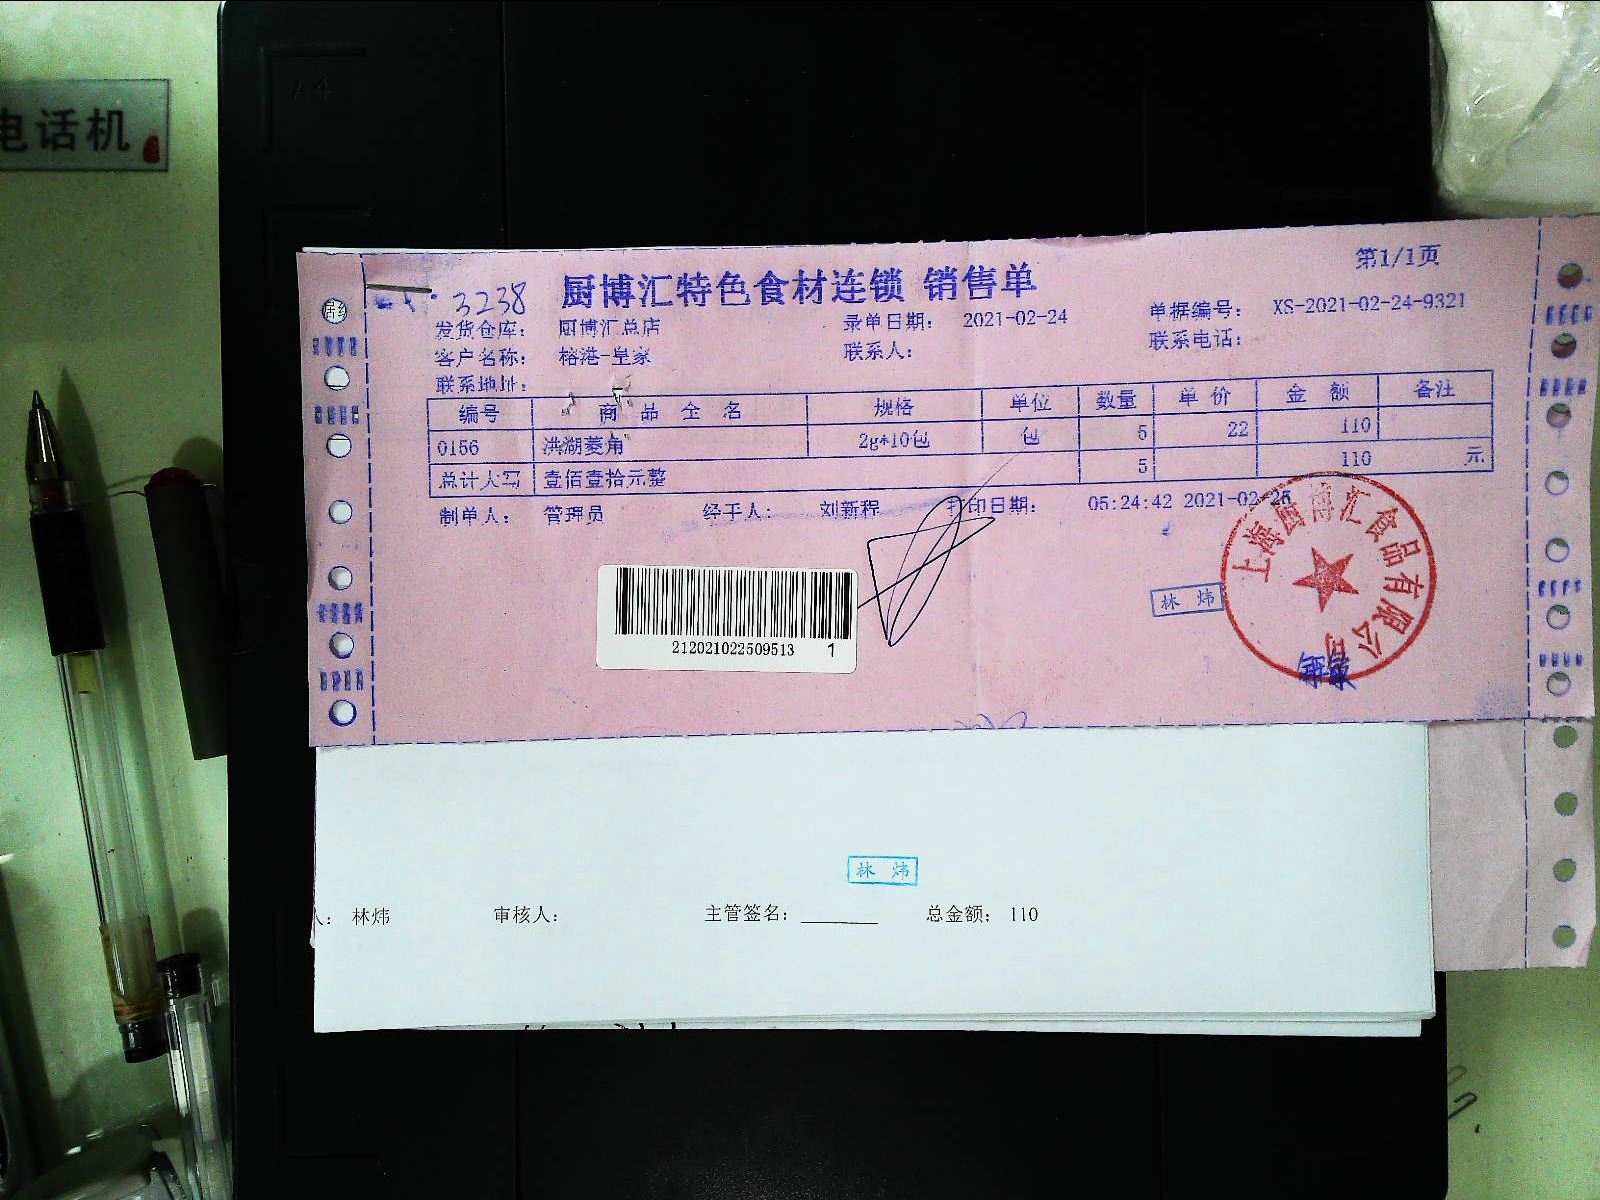 A4
电话机
第1/1页
3238
厨博汇特色食材连锁 销售单
发货仓库： 厨博汇总店 录单日期： 2021-02-24 单据编号： XS-2021-02-24-9321
客户名称： 榕港-皇家 联系人： 联系电话：
联系地址：
编号 商 品 全 名 规格 单位 数量 单 价 金 额 备注
0156 洪湖菱角 2g*10包 包 5 22 110
总计大写 壹佰壹拾元整 5 110 元
制单人： 管理员 经手人： 刘新程 打印日期： 05:24:42 2021-02-25
上海厨博汇食品有限公司
林 炜
212021022509513 1
林 炜
人： 林炜 审核人： 主管签名： 总金额： 110